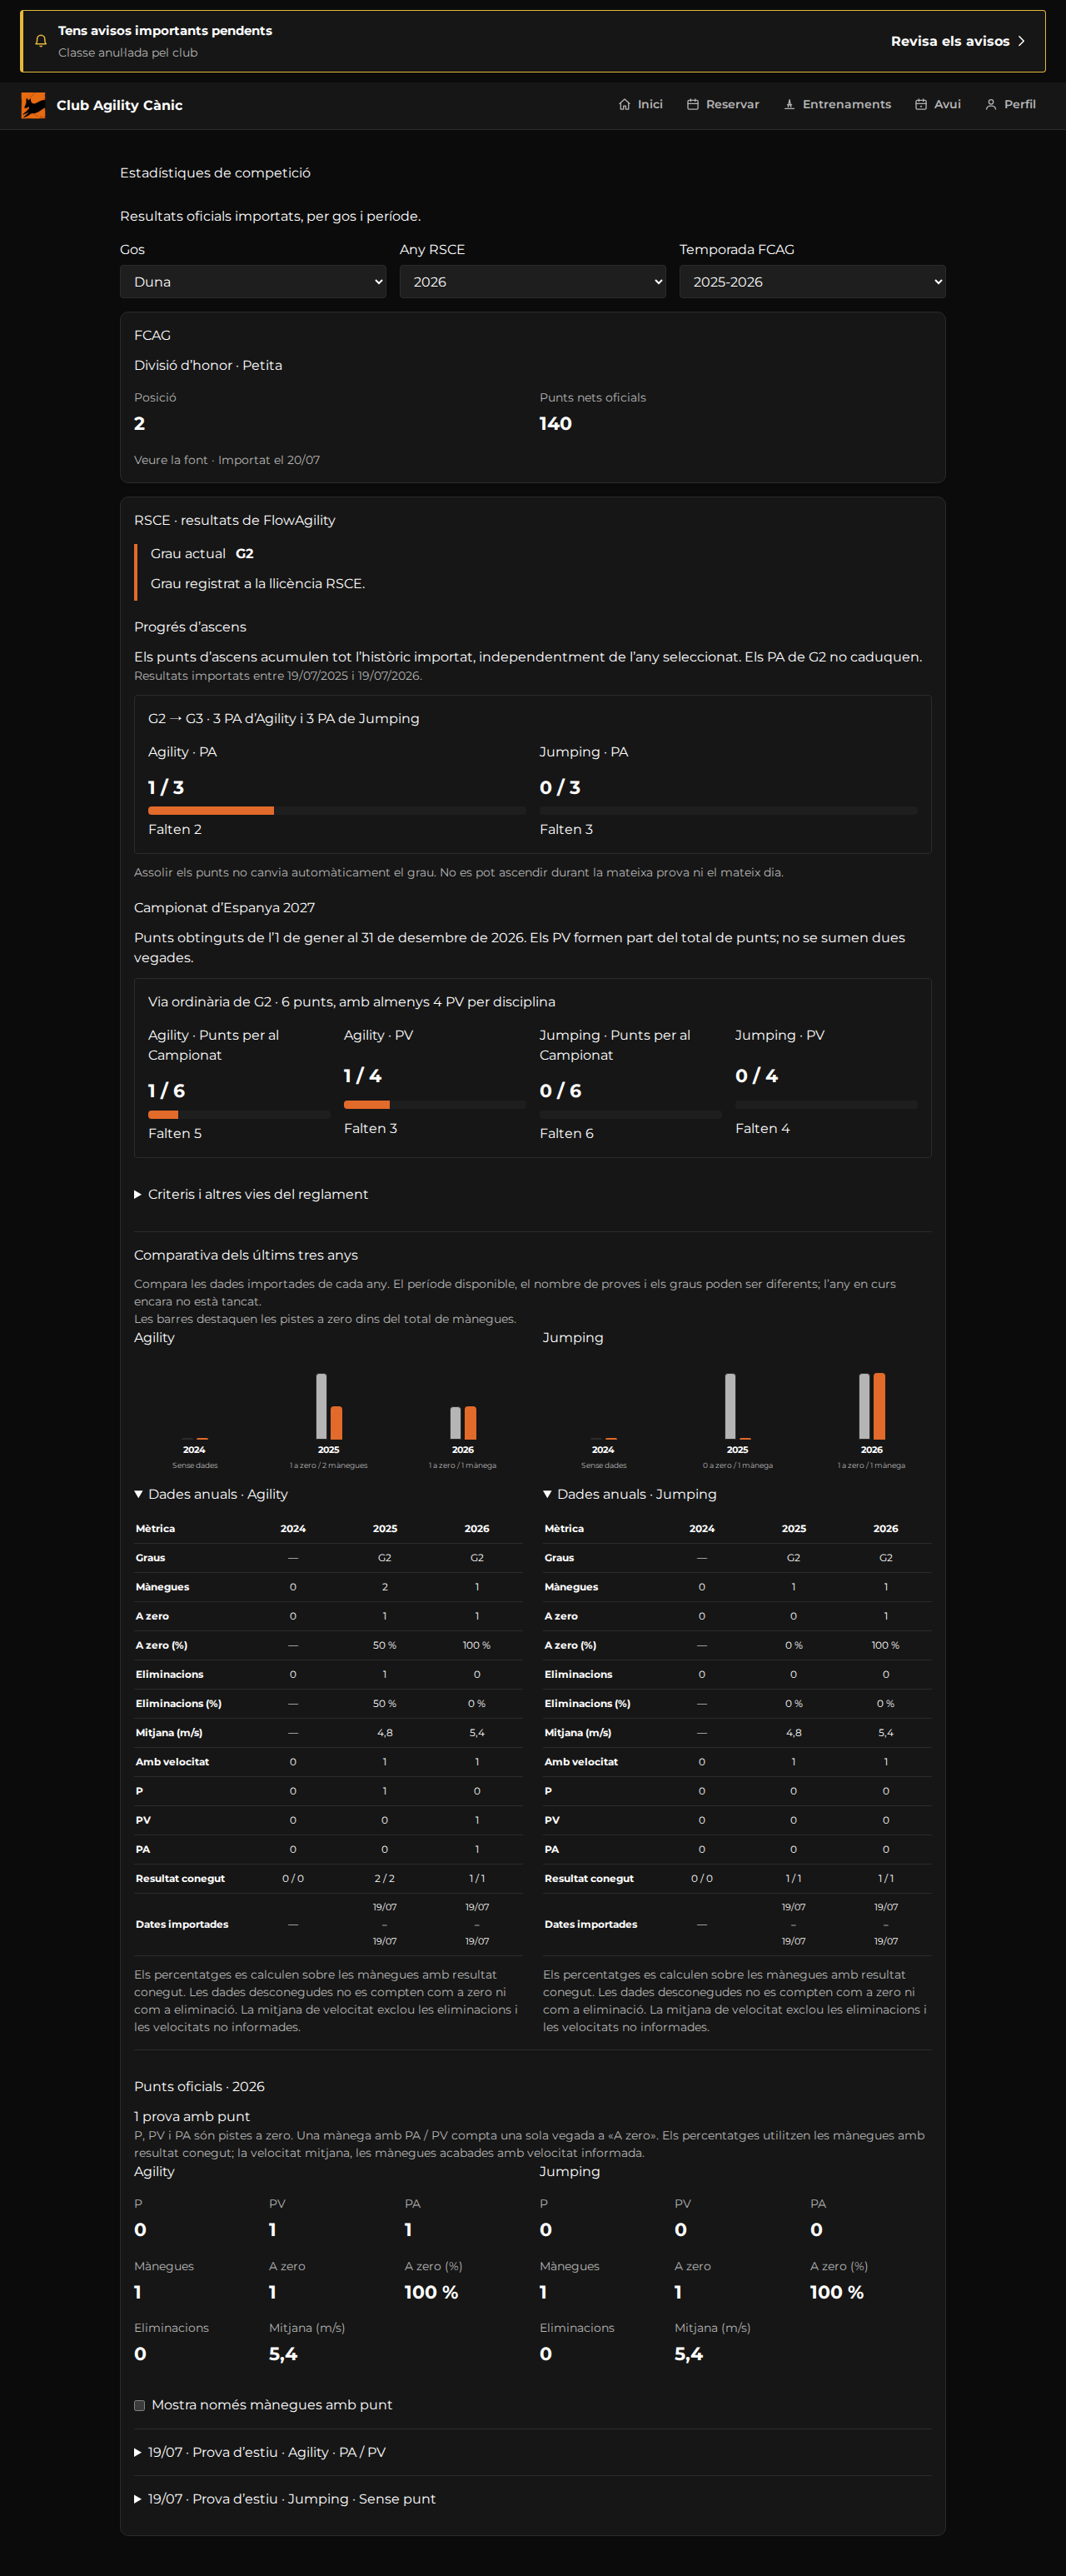 Tens avisos importants pendents
Classe anul·lada pel club
Revisa els avisos
Club Agility Cànic
Inici
Reservar
Entrenaments
Avui
Perfil
Estadístiques de competició
Resultats oficials importats, per gos i període.
Gos
Any RSCE
Temporada FCAG
Duna
2026
2025-2026
FCAG
Divisió d’honor · Petita
Posició
Punts nets oficials
2
140
Veure la font · Importat el 20/07
RSCE · resultats de FlowAgility
Grau actual G2
Grau registrat a la llicència RSCE.
Progrés d’ascens
Els punts d’ascens acumulen tot l’històric importat, independentment de l’any seleccionat. Els PA de G2 no caduquen.
Resultats importats entre 19/07/2025 i 19/07/2026.
G2 → G3 · 3 PA d’Agility i 3 PA de Jumping
Agility · PA
Jumping · PA
1 / 3
0 / 3
Falten 2
Falten 3
Assolir els punts no canvia automàticament el grau. No es pot ascendir durant la mateixa prova ni el mateix dia.
Campionat d’Espanya 2027
Punts obtinguts de l’1 de gener al 31 de desembre de 2026. Els PV formen part del total de punts; no se sumen dues
vegades.
Via ordinària de G2 · 6 punts, amb almenys 4 PV per disciplina
Agility · Punts per al
Campionat
1 / 6
Falten 5
Agility · PV
1 / 4
Falten 3
Jumping · Punts per al
Campionat
0 / 6
Falten 6
Jumping · PV
0 / 4
Falten 4
Criteris i altres vies del reglament
Comparativa dels últims tres anys
Compara les dades importades de cada any. El període disponible, el nombre de proves i els graus poden ser diferents; l’any en curs
encara no està tancat.
Les barres destaquen les pistes a zero dins del total de mànegues.
Agility
2024 2025 2026
Sense dades 1 a zero / 2 mànegues 1 a zero / 1 mànega
Jumping
2024 2025 2026
Sense dades 0 a zero / 1 mànega 1 a zero / 1 mànega
Dades anuals · Agility
Mètrica 2024 2025 2026
Graus — G2 G2
Mànegues 0 2 1
A zero 0 1 1
A zero (%) — 50 % 100 %
Eliminacions 0 1 0
Eliminacions (%) — 50 % 0 %
Mitjana (m/s) — 4,8 5,4
Amb velocitat 0 1 1
P 0 1 0
PV 0 0 1
PA 0 0 1
Resultat conegut 0 / 0 2 / 2 1 / 1
19/07 19/07
Dates importades — – –
19/07 19/07
Els percentatges es calculen sobre les mànegues amb resultat
conegut. Les dades desconegudes no es compten com a zero ni
com a eliminació. La mitjana de velocitat exclou les eliminacions i
les velocitats no informades.
Dades anuals · Jumping
Mètrica 2024 2025 2026
Graus — G2 G2
Mànegues 0 1 1
A zero 0 0 1
A zero (%) — 0 % 100 %
Eliminacions 0 0 0
Eliminacions (%) — 0 % 0 %
Mitjana (m/s) — 4,8 5,4
Amb velocitat 0 1 1
P 0 0 0
PV 0 0 0
PA 0 0 0
Resultat conegut 0 / 0 1 / 1 1 / 1
19/07 19/07
Dates importades — – –
19/07 19/07
Els percentatges es calculen sobre les mànegues amb resultat
conegut. Les dades desconegudes no es compten com a zero ni
com a eliminació. La mitjana de velocitat exclou les eliminacions i
les velocitats no informades.
Punts oficials · 2026
1 prova amb punt
P, PV i PA són pistes a zero. Una mànega amb PA / PV compta una sola vegada a «A zero». Els percentatges utilitzen les mànegues amb
resultat conegut; la velocitat mitjana, les mànegues acabades amb velocitat informada.
Agility
P PV PA
0 1 1
Mànegues A zero A zero (%)
1 1 100 %
Eliminacions Mitjana (m/s)
0 5,4
Jumping
P PV PA
0 0 0
Mànegues A zero A zero (%)
1 1 100 %
Eliminacions Mitjana (m/s)
0 5,4
Mostra només mànegues amb punt
19/07 · Prova d’estiu · Agility · PA / PV
19/07 · Prova d’estiu · Jumping · Sense punt